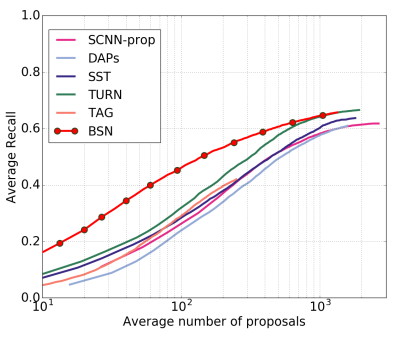 1.0
0.8
0.6
0.4
0.2
0.0
10^1
10^2
10^3
Average Recall
Average number of proposals
SCNN-prop
DAPs
SST
TURN
TAG
BSN